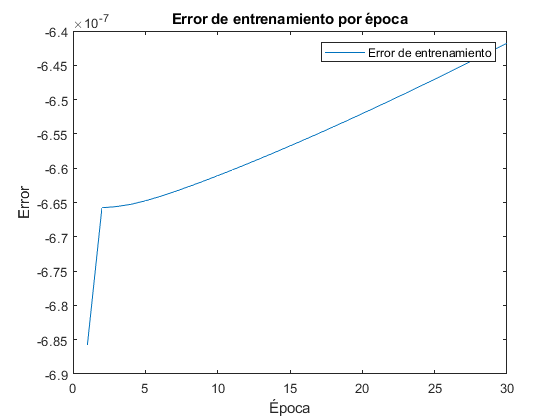 ×10^-7
Error de entrenamiento por época
Error de entrenamiento
-6.4
-6.45
-6.5
-6.55
-6.6
-6.65
-6.7
-6.75
-6.8
-6.85
-6.9
Error
0 5 10 15 20 25 30
Época